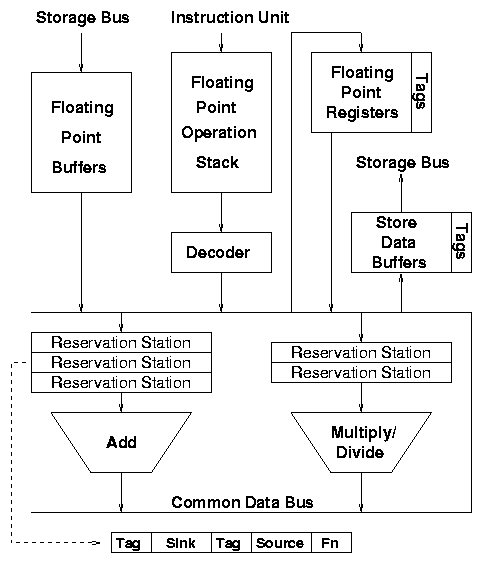 Storage Bus
Instruction Unit
Floating
Point
Buffers
Floating
Point
Operation
Stack
Floating
Point
Registers
Tags
Storage Bus
Decoder
Store
Data
Buffers
Tags
Reservation Station
Reservation Station
Reservation Station
Reservation Station
Reservation Station
Add
Multiply/
Divide
Common Data Bus
Tag Sink Tag Source Fn